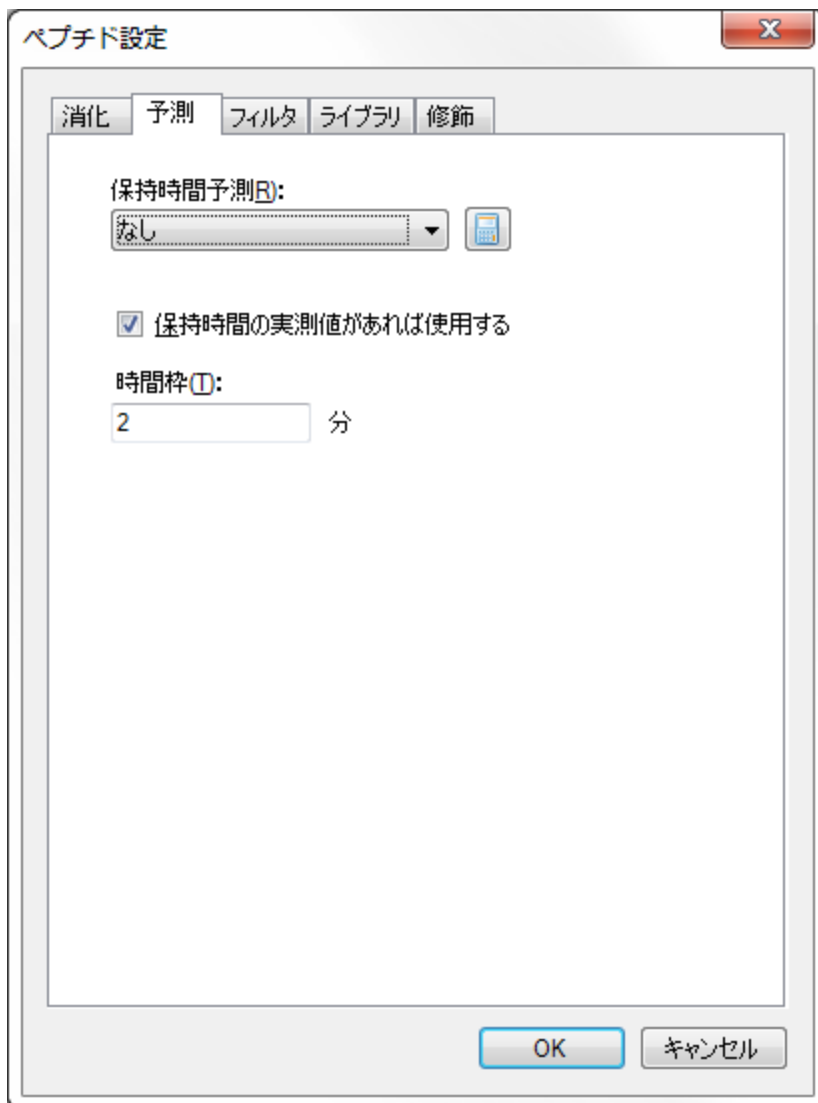 ペプチド設定
消化 予測 フィルタ ライブラリ 修飾
保持時間予測R):
なし
保持時間の実測値があれば使用する
時間枠(T):
2 分
OK キャンセル